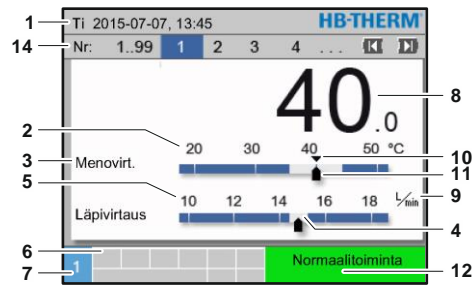 1 Ti 2015-07-07, 13:45 HB-THERM
14 Nr: 1..99 1 2 3 4 ...
40.0 8
2 20 30 40 50 °C 10
3 Menovirt. 11
5 10 12 14 16 18 L/min 9
Läpivirtaus 4
6
7 1 Normaalitoiminta 12